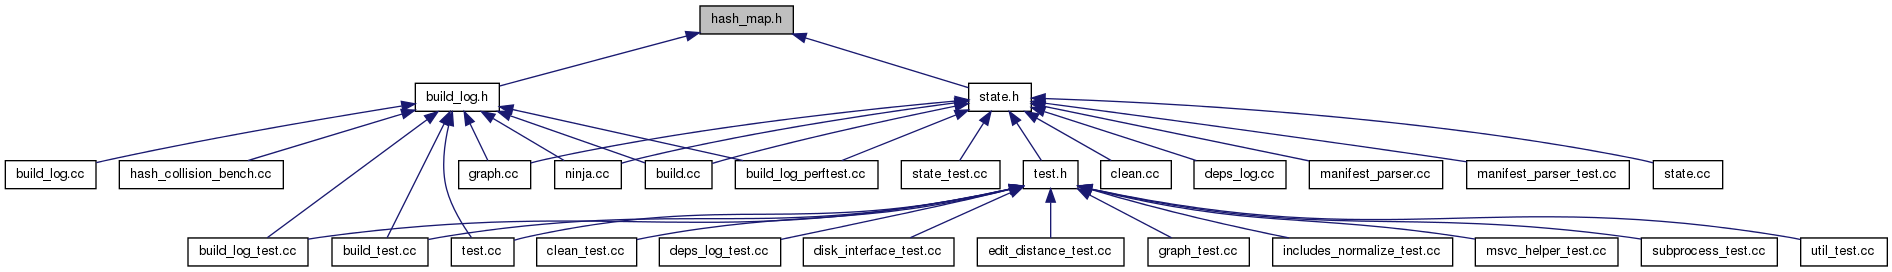 hash_map.h
build_log.h
state.h
build_log.cc
hash_collision_bench.cc
graph.cc
ninja.cc
build.cc
build_log_perftest.cc
state_test.cc
test.h
clean.cc
deps_log.cc
manifest_parser.cc
manifest_parser_test.cc
state.cc
build_log_test.cc
build_test.cc
test.cc
clean_test.cc
deps_log_test.cc
disk_interface_test.cc
edit_distance_test.cc
graph_test.cc
includes_normalize_test.cc
msvc_helper_test.cc
subprocess_test.cc
util_test.cc